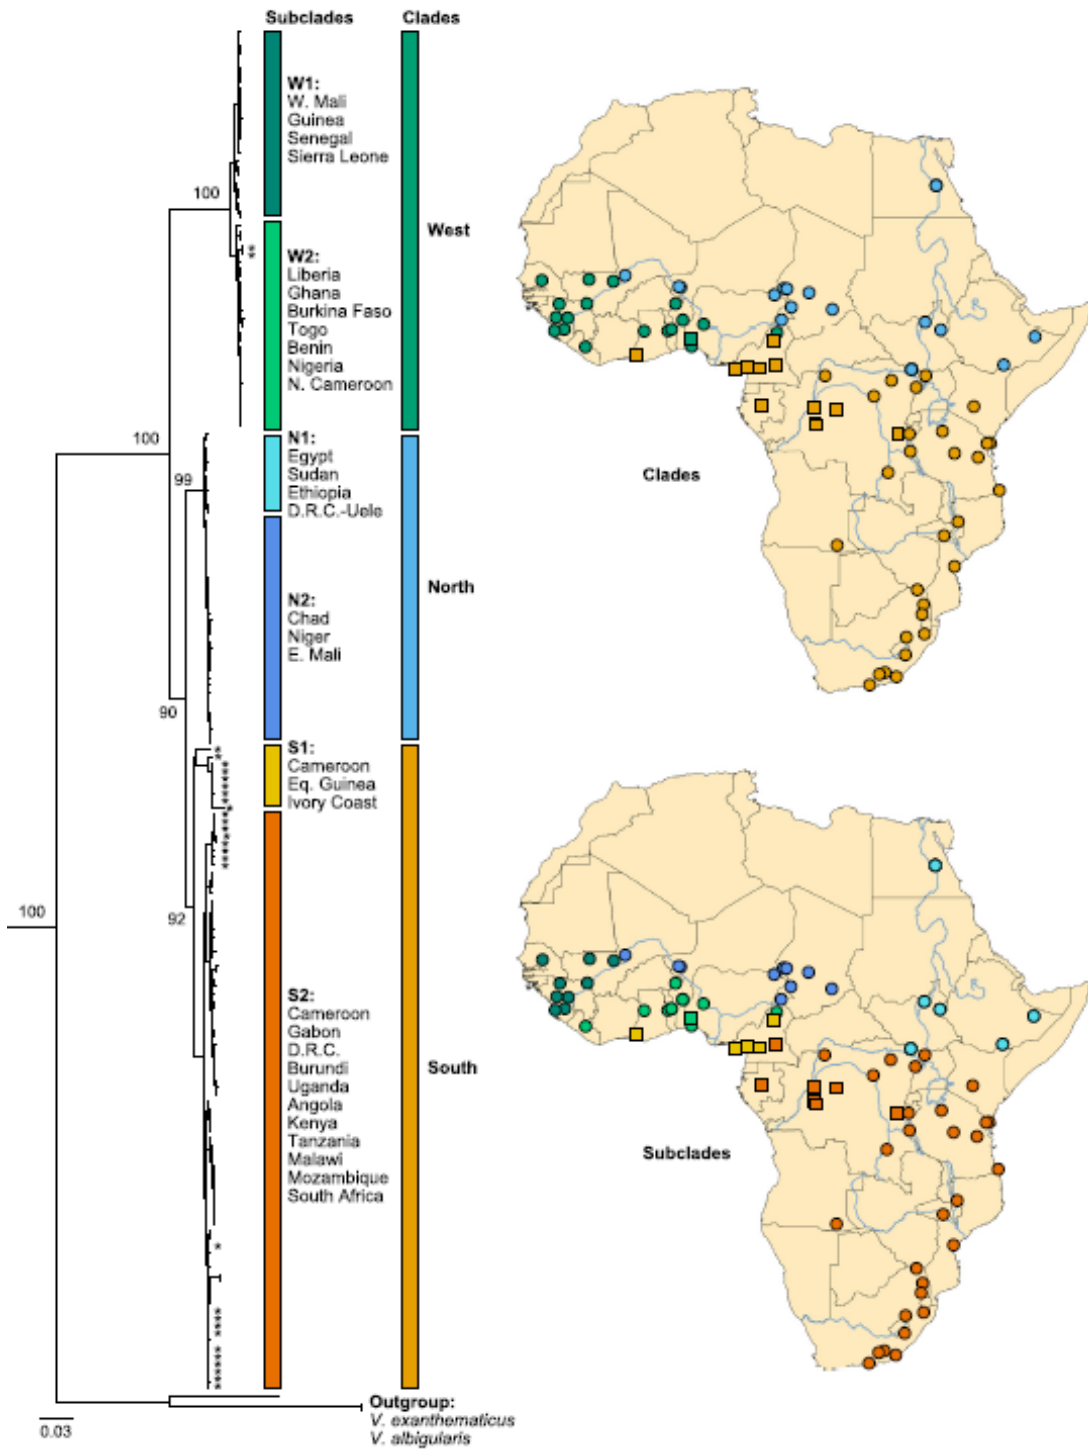 Subclades
Clades
W1:
W. Mali
Guinea
Senegal
Sierra Leone
100
West
W2:
Liberia
Ghana
Burkina Faso
Togo
Benin
Nigeria
N. Cameroon
**
100
99
N1:
Egypt
Sudan
Ethiopia
D.R.C.-Uele
North
N2:
Chad
Niger
E. Mali
90
S1:
Cameroon
Eq. Guinea
Ivory Coast
92
100
S2:
Cameroon
Gabon
D.R.C.
Burundi
Uganda
Angola
Kenya
Tanzania
Malawi
Mozambique
South Africa
South
Outgroup:
V. exanthematicus
V. albigularis
0.03
Clades
Subclades